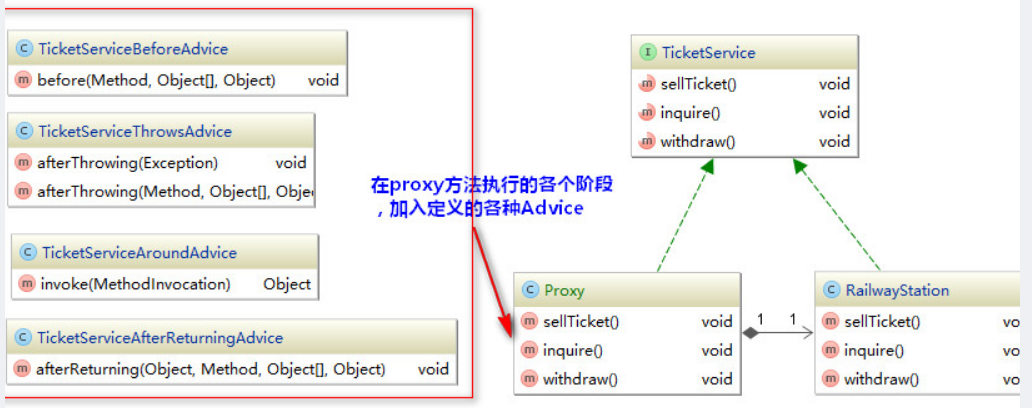 C TicketServiceBeforeAdvice
m before(Method, Object[], Object) void
C TicketServiceThrowsAdvice
m afterThrowing(Exception) void
m afterThrowing(Method, Object[], Obje
C TicketServiceAroundAdvice
m invoke(MethodInvocation) Object
C TicketServiceAfterReturningAdvice
m afterReturning(Object, Method, Object[], Object) void
在proxy方法执行的各个阶段
，加入定义的各种Advice
I TicketService
m sellTicket() void
m inquire() void
m withdraw() void
C Proxy
m sellTicket() void
m inquire() void
m withdraw() void
1 1
C RailwayStation
m sellTicket() vo
m inquire() vo
m withdraw() vo